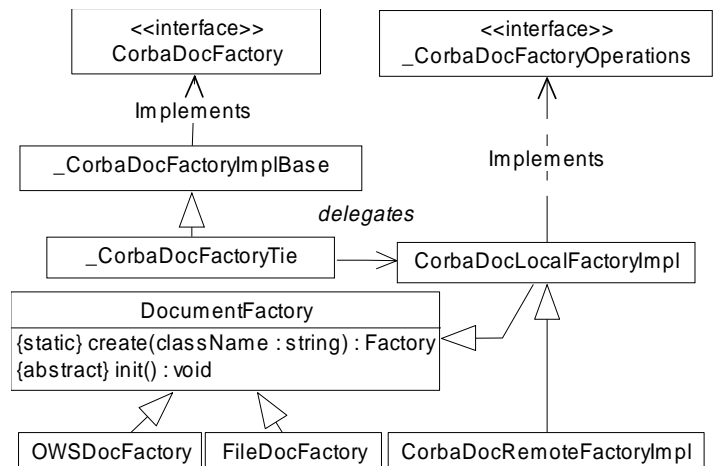 <<interface>>
CorbaDocFactory
<<interface>>
_CorbaDocFactoryOperations
Implements
_CorbaDocFactoryImplBase
Implements
delegates
_CorbaDocFactoryTie
CorbaDocLocalFactoryImpl
DocumentFactory
{static} create(className : string) : Factory
{abstract} init() : void
OWSDocFactory
FileDocFactory
CorbaDocRemoteFactoryImpl